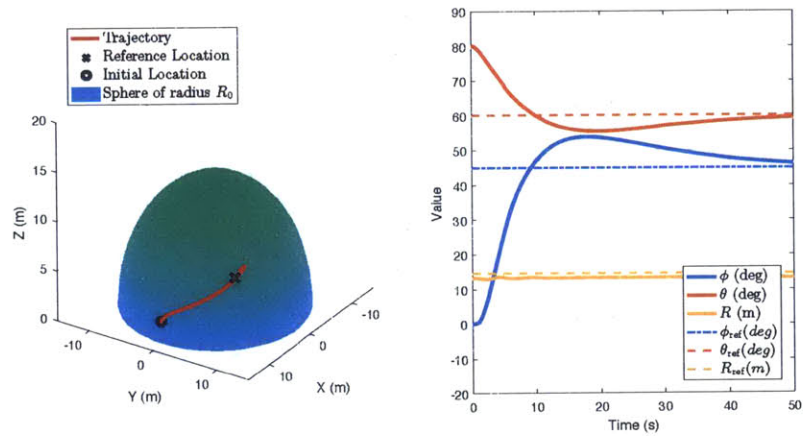 Trajectory
Reference Location
Initial Location
Sphere of radius R₀
20
15
10
5
0
Z (m)
-10
0
10
Y (m)
-10
0
10
X (m)
90
80
70
60
50
40
30
20
10
0
-10
-20
Value
0
10
20
30
40
50
Time (s)
ϕ (deg)
θ (deg)
R (m)
ϕref(deg)
θref(deg)
Rref(m)